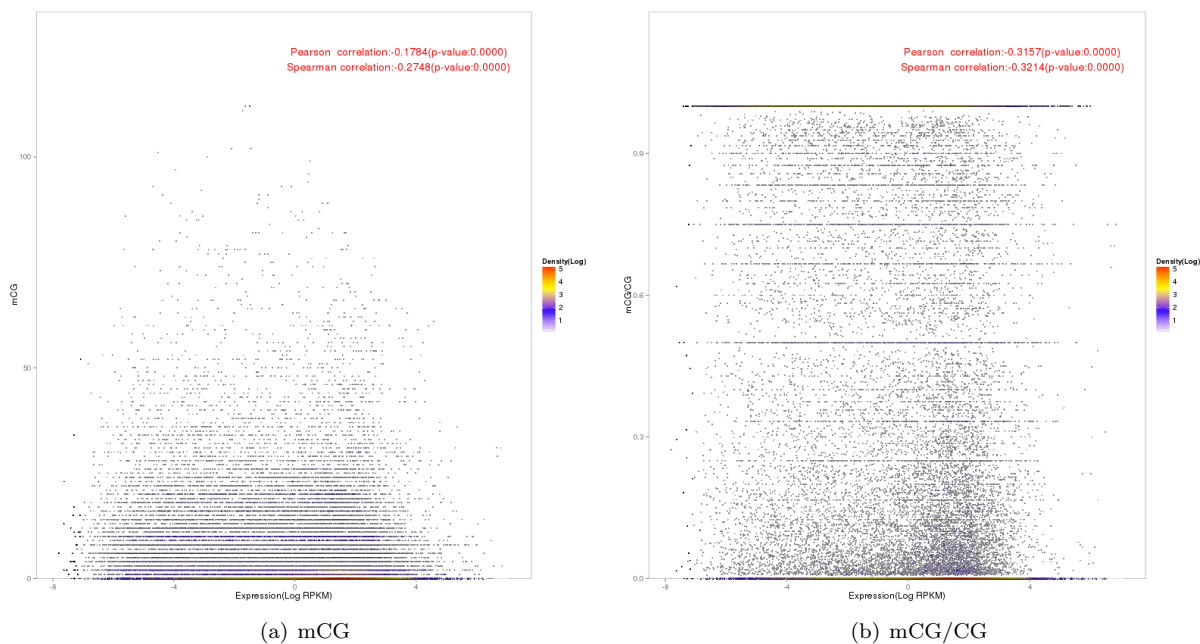 Pearson correlation:-0.1784(p-value:0.0000)
Spearman correlation:-0.2748(p-value:0.0000)
100
50
0
mCG
-8
-4
0
4
Expression(Log RPKM)
Density(Log)
5
4
3
2
1
(a) mCG
Pearson correlation:-0.3157(p-value:0.0000)
Spearman correlation:-0.3214(p-value:0.0000)
0.9
0.6
0.3
0.0
mCG/CG
-8
-4
0
4
Expression(Log RPKM)
Density(Log)
5
4
3
2
1
(b) mCG/CG